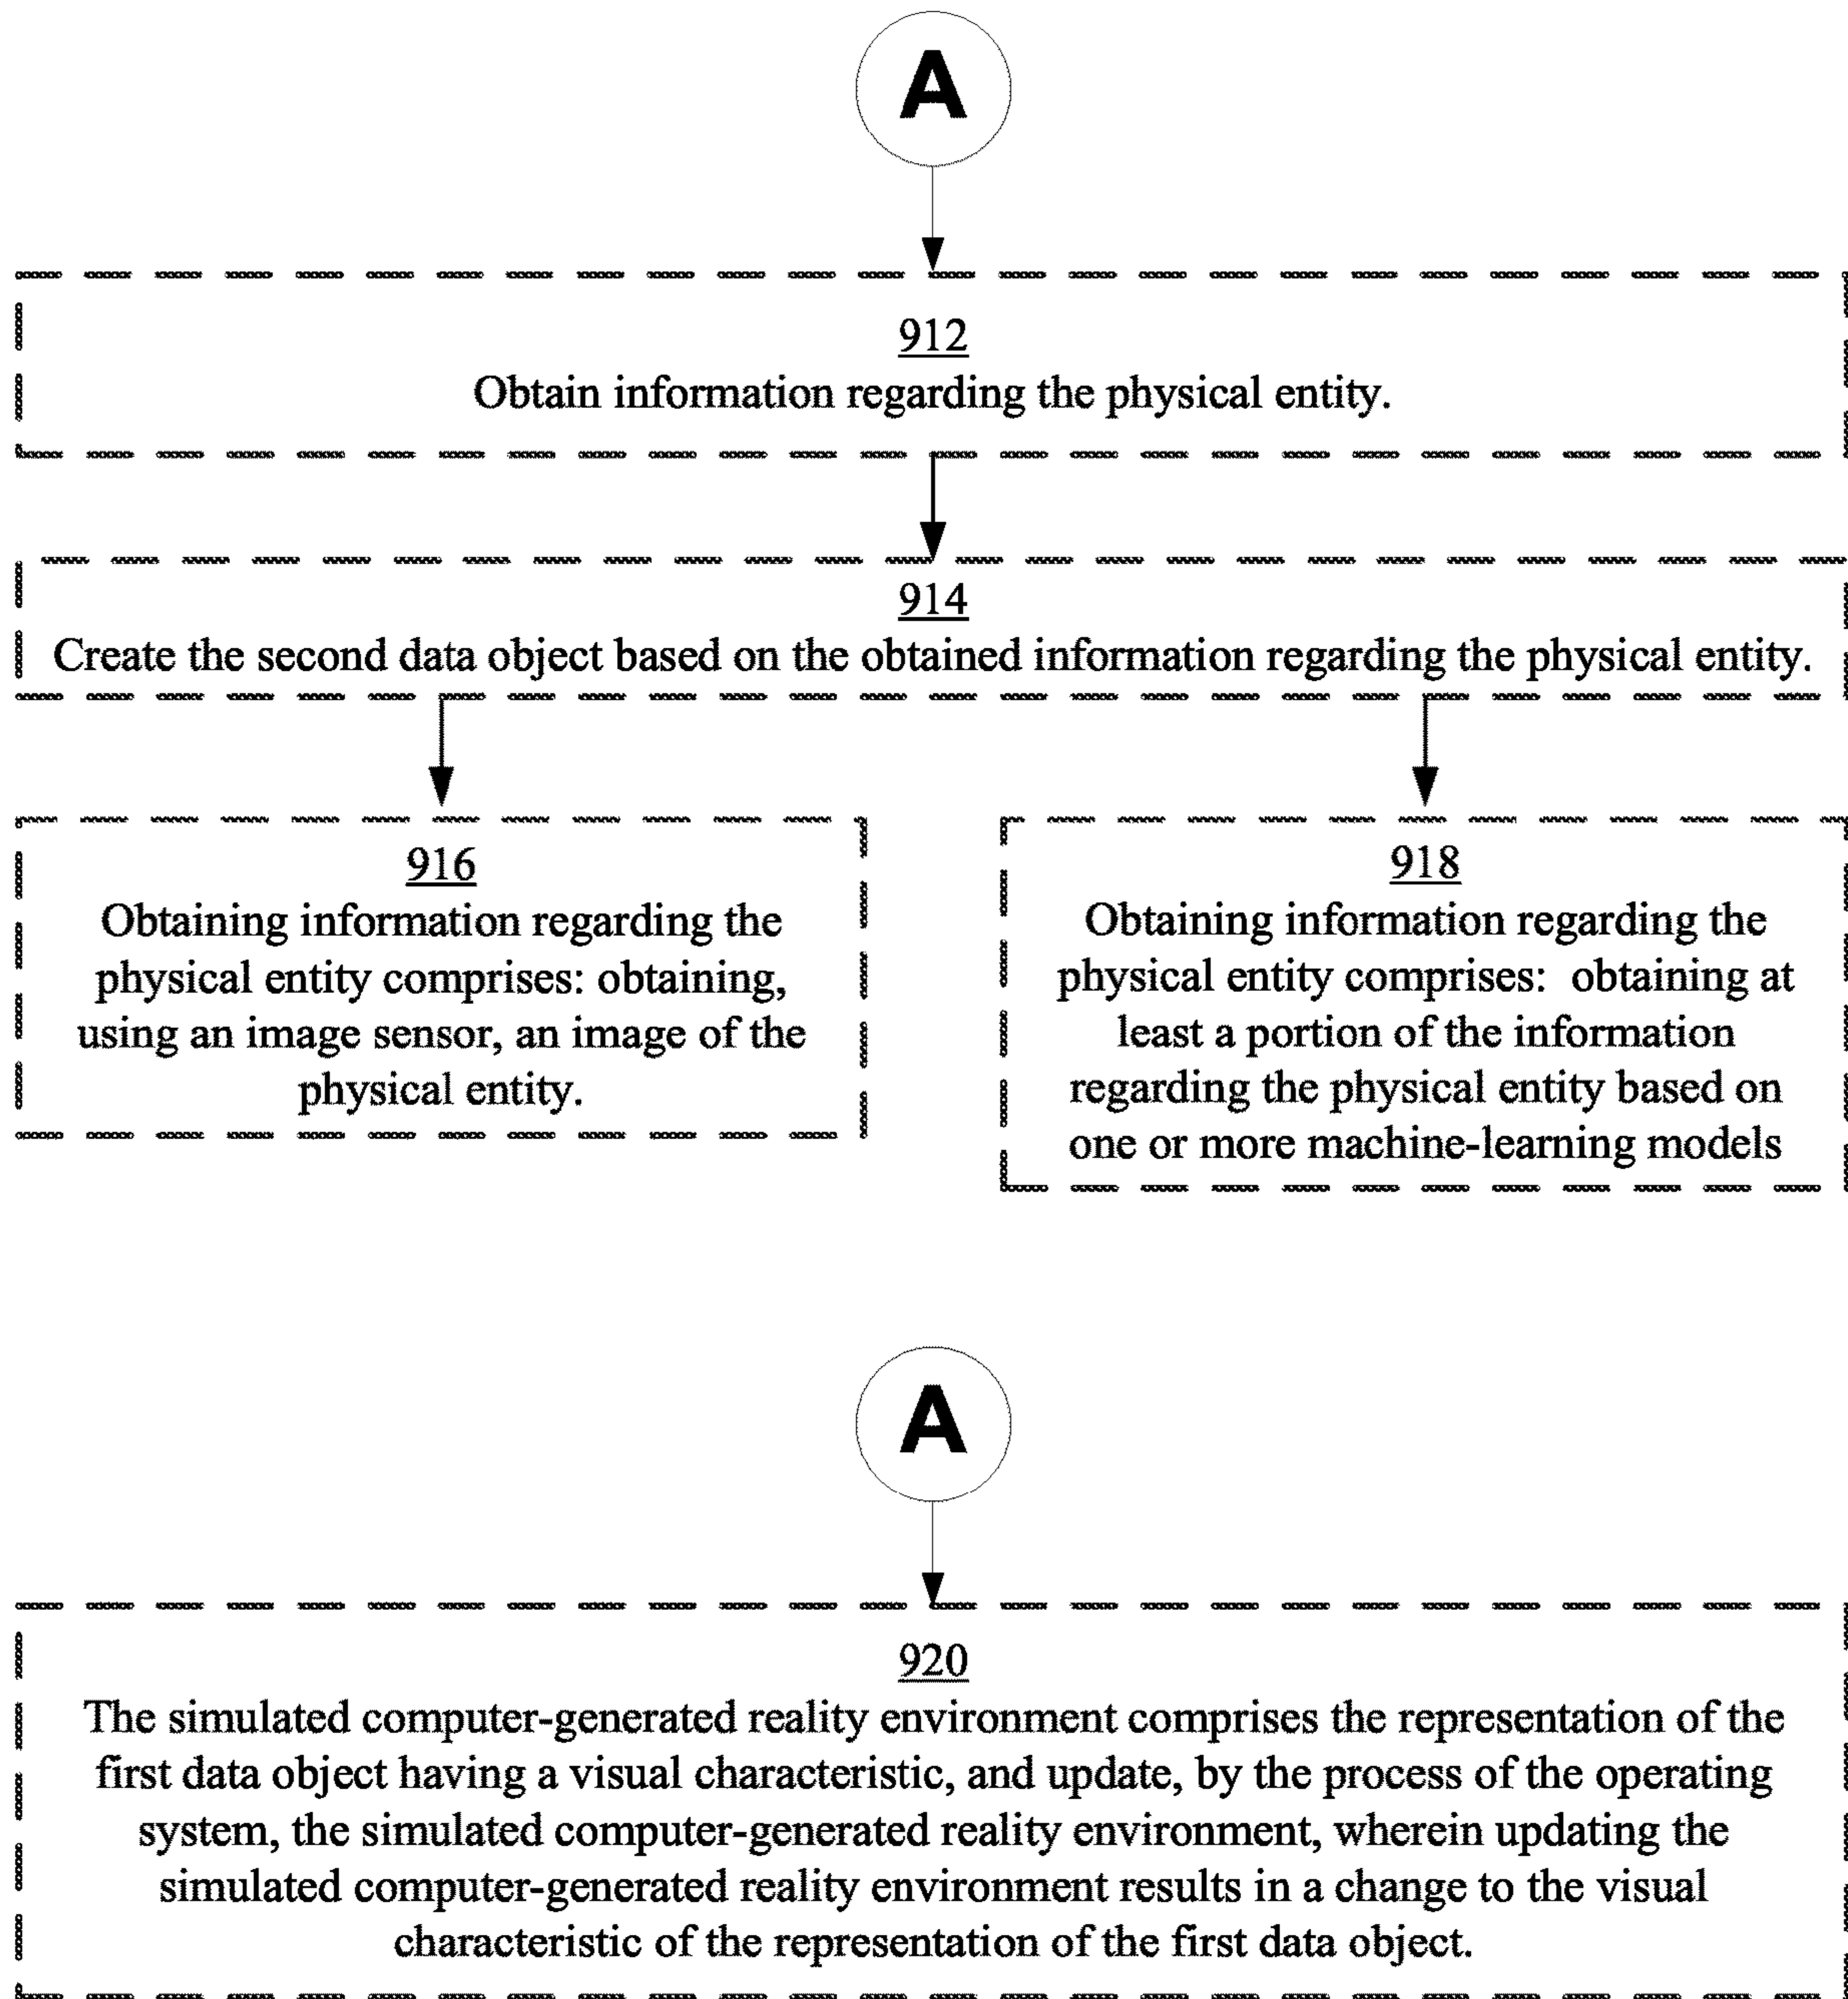 A
912
Obtain information regarding the physical entity.
914
Create the second data object based on the obtained information regarding the physical entity.
916
Obtaining information regarding the
physical entity comprises: obtaining,
using an image sensor, an image of the
physical entity.
918
Obtaining information regarding the
physical entity comprises:  obtaining at
least a portion of the information
regarding the physical entity based on
one or more machine-learning models
A
920
The simulated computer-generated reality environment comprises the representation of the
first data object having a visual characteristic, and update, by the process of the operating
system, the simulated computer-generated reality environment, wherein updating the
simulated computer-generated reality environment results in a change to the visual
characteristic of the representation of the first data object.